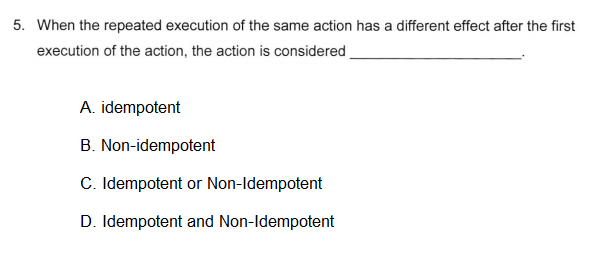 5. When the repeated execution of the same action has a different effect after the first
execution of the action, the action is considered ____________________.
A. idempotent
B. Non-idempotent
C. Idempotent or Non-Idempotent
D. Idempotent and Non-Idempotent